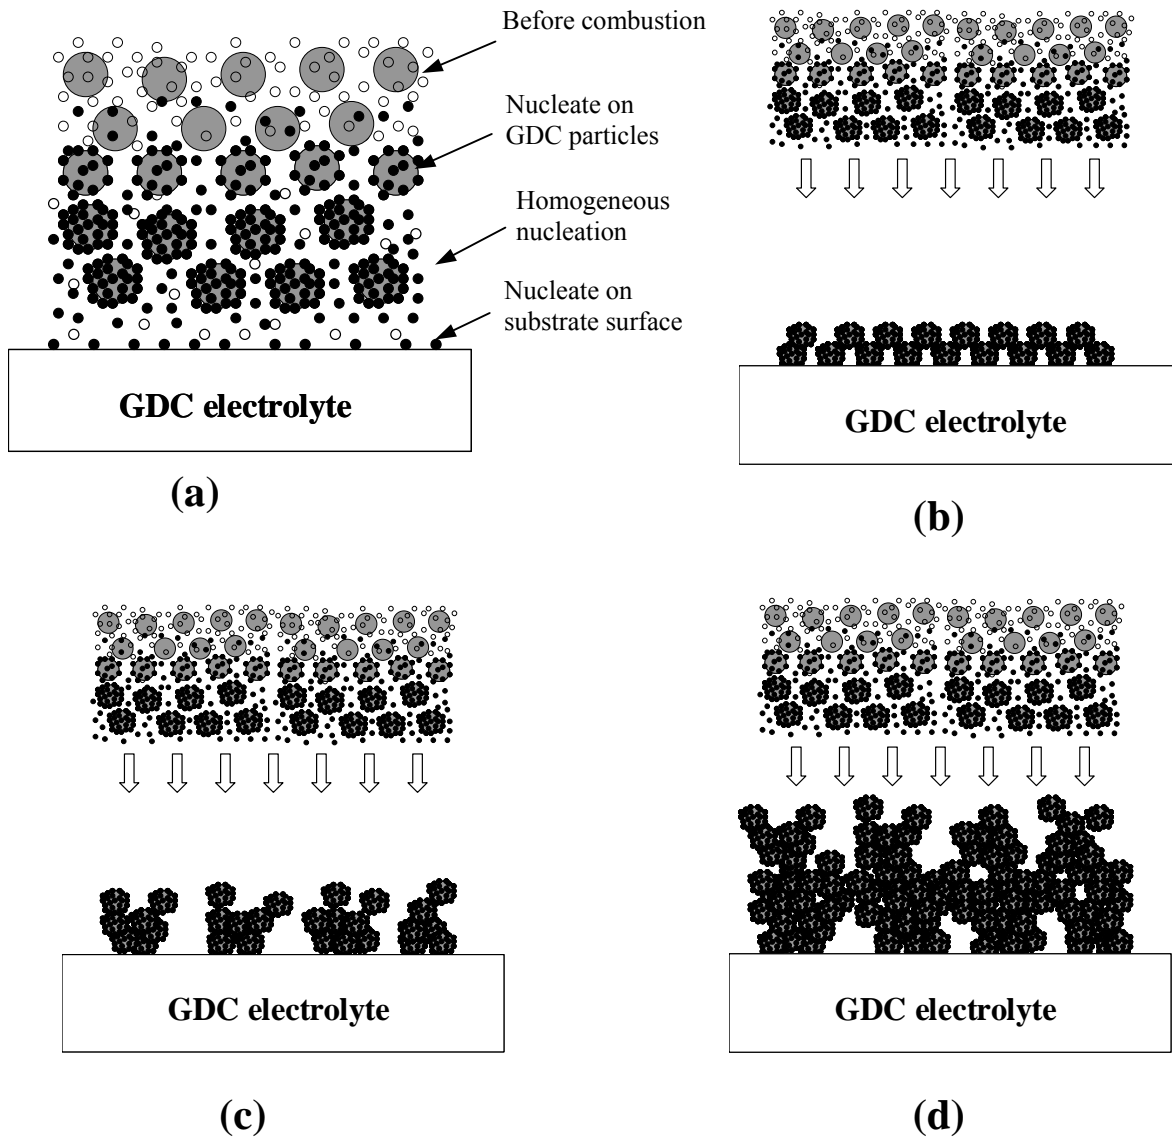 Before combustion
Nucleate on
GDC particles
Homogeneous
nucleation
Nucleate on
substrate surface
GDC electrolyte
(a)
GDC electrolyte
(b)
GDC electrolyte
(c)
GDC electrolyte
(d)